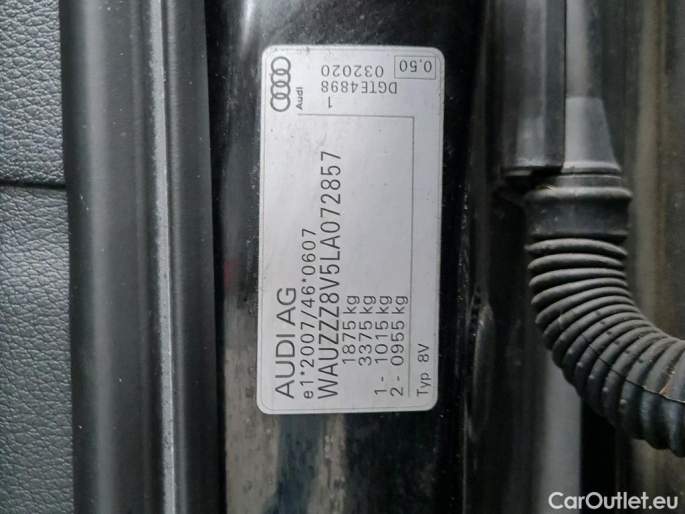 AUDI AG
e1*2007/46*0607
WAUZZZ8V5LA072857
1875 kg
3375 kg
1 - 1015 kg
2 - 0955 kg
Typ 8V
Audi
1
DGTE4898
032020
0.50
CarOutlet.eu